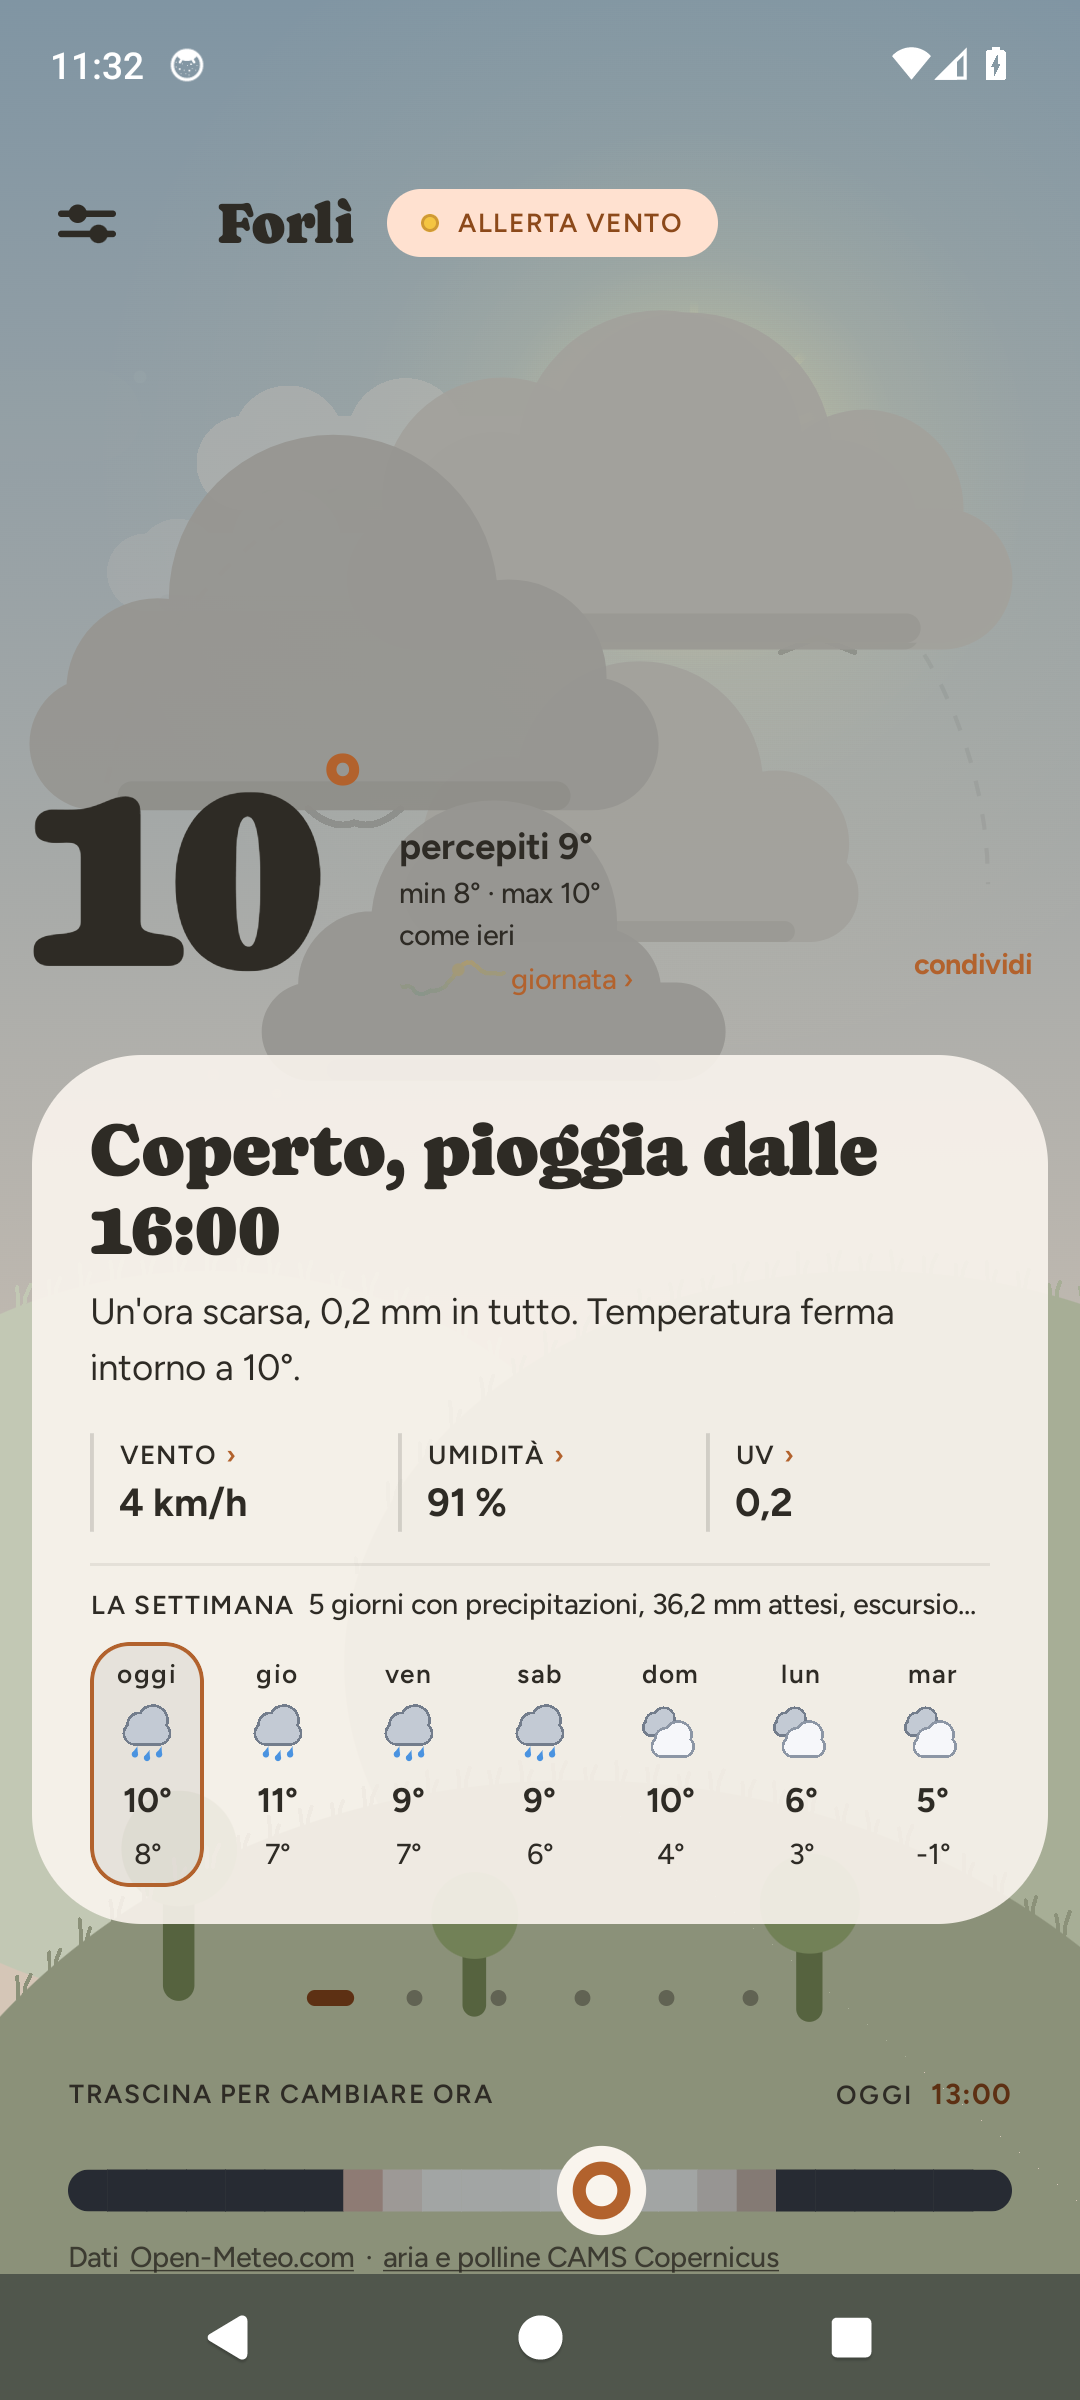 11:32
Forlì
ALLERTA VENTO
10
percepiti 9°
min 8° · max 10°
come ieri
giornata ›
condividi
Coperto, pioggia dalle
16:00
Un'ora scarsa, 0,2 mm in tutto. Temperatura ferma
intorno a 10°.
VENTO › UMIDITÀ › UV ›
4 km/h 91 % 0,2
LA SETTIMANA 5 giorni con precipitazioni, 36,2 mm attesi, escursio...
oggi gio ven sab dom lun mar
10° 11° 9° 9° 10° 6° 5°
8° 7° 7° 6° 4° 3° -1°
TRASCINA PER CAMBIARE ORA OGGI 13:00
Dati Open-Meteo.com · aria e polline CAMS Copernicus